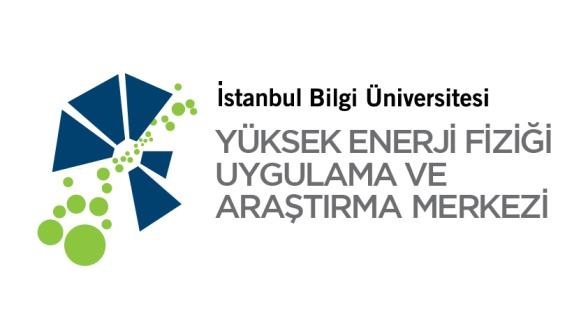 İstanbul Bilgi Üniversitesi
YÜKSEK ENERJİ FİZİĞİ
UYGULAMA VE
ARAŞTIRMA MERKEZİ